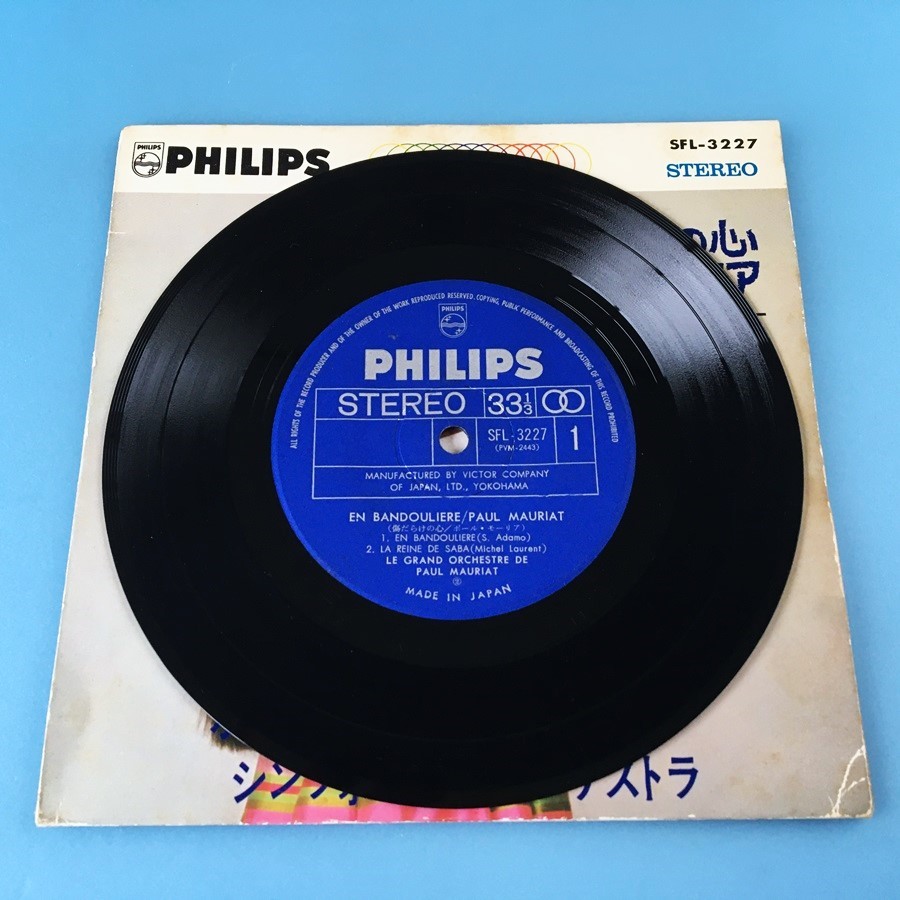 PHILIPS
PHILIPS
SFL-3227
STEREO
の心
ア
ALL RIGHTS OF THE RECORD PRODUCER AND OF THE OWNER OF THE WORK REPRODUCED RESERVED. COPYING, PUBLIC PERFORMANCE AND BROADCASTING OF THIS RECORD PROHIBITED
PHILIPS
PHILIPS
STEREO 33 1/3
SFL-3227 1
(PVM-2443)
MANUFACTURED BY VICTOR COMPANY
OF JAPAN, LTD., YOKOHAMA
EN BANDOULIERE/PAUL MAURIAT
(傷だらけの心/ポール・モーリア)
1. EN BANDOULIERE(S. Adamo)
2. LA REINE DE SABA(Michel Laurent)
LE GRAND ORCHESTRE DE
PAUL MAURIAT
MADE IN JAPAN
ストラ